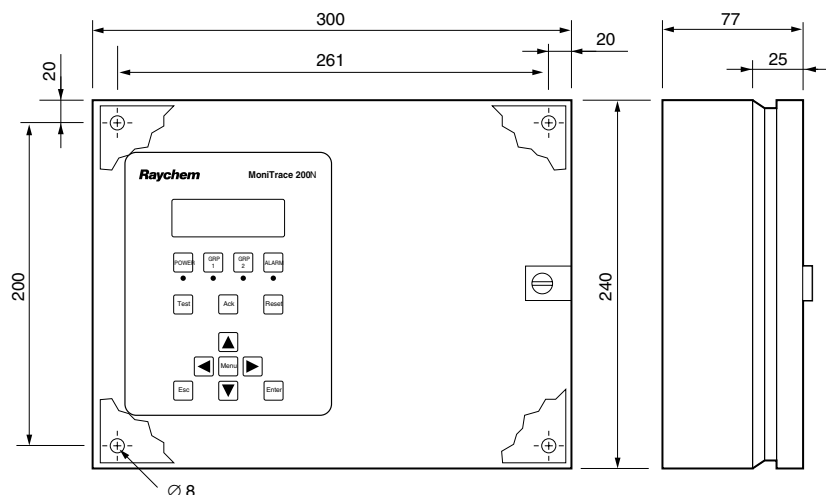 300
77
20
261
25
20
Raychem
MoniTrace 200N
POWER
GRP
1
GRP
2
ALARM
Test
Ack
Reset
200
240
Menu
Esc
Enter
∅ 8